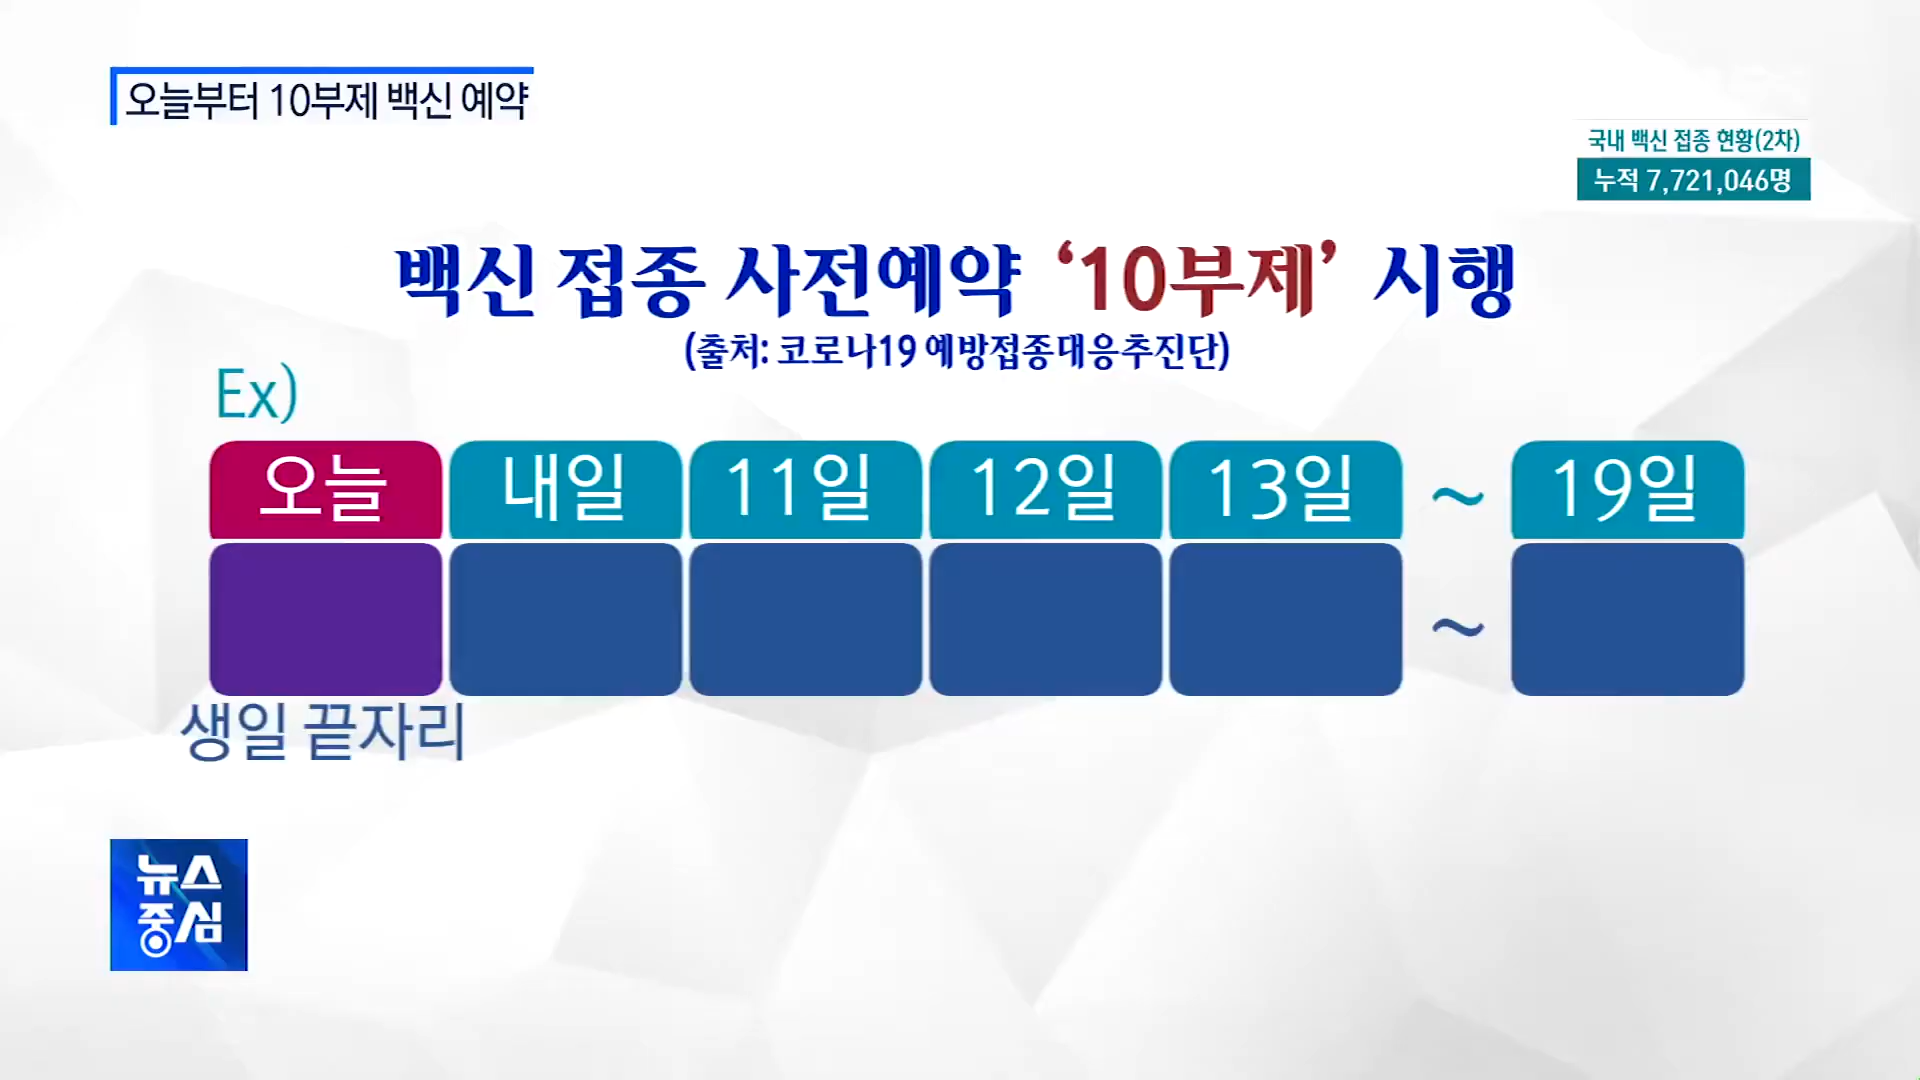 오늘부터 10부제 백신 예약
국내 백신 접종 현황(2차)
누적 7,721,046명
백신 접종 사전예약 ‘10부제’ 시행
(출처: 코로나19 예방접종대응추진단)
Ex)
오늘 내일 11일 12일 13일 ~ 19일
~
생일 끝자리
뉴스
중심